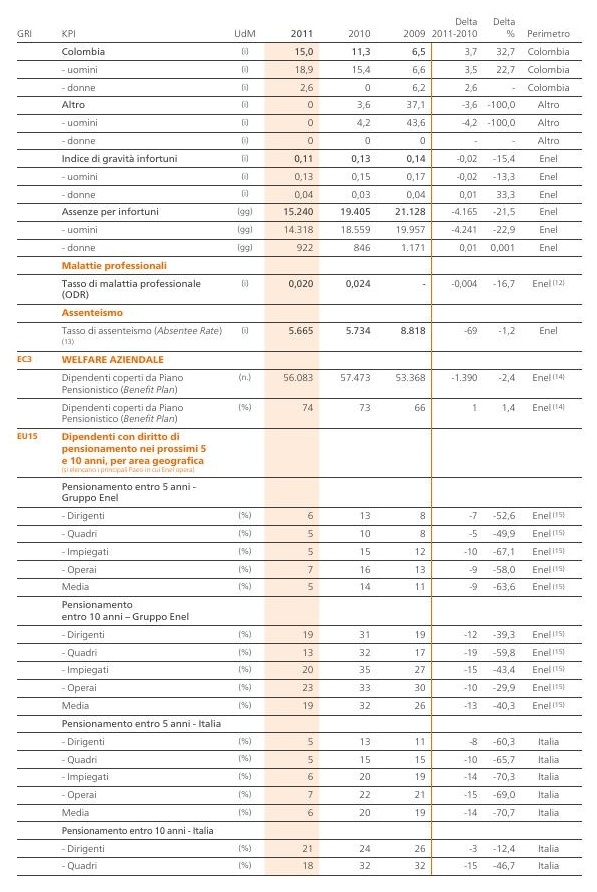 Delta Delta
GRI KPI UdM 2011 2010 2009 2011-2010 % Perimetro
Colombia (i) 15,0 11,3 6,5 3,7 32,7 Colombia
- uomini (i) 18,9 15,4 6,6 3,5 22,7 Colombia
- donne (i) 2,6 0 6,2 2,6 - Colombia
Altro (i) 0 3,6 37,1 -3,6 -100,0 Altro
- uomini (i) 0 4,2 43,6 -4,2 -100,0 Altro
- donne (i) 0 0 0 - - Altro
Indice di gravità infortuni (i) 0,11 0,13 0,14 -0,02 -15,4 Enel
- uomini (i) 0,13 0,15 0,17 -0,02 -13,3 Enel
- donne (i) 0,04 0,03 0,04 0,01 33,3 Enel
Assenze per infortuni (gg) 15.240 19.405 21.128 -4.165 -21,5 Enel
- uomini (gg) 14.318 18.559 19.957 -4.241 -22,9 Enel
- donne (gg) 922 846 1.171 0,01 0,001 Enel
Malattie professionali
Tasso di malattia professionale (i) 0,020 0,024 - -0,004 -16,7 Enel (12)
(ODR)
Assenteismo
Tasso di assenteismo (Absentee Rate) (i) 5.665 5.734 8.818 -69 -1,2 Enel
(13)
EC3 WELFARE AZIENDALE
Dipendenti coperti da Piano (n.) 56.083 57.473 53.368 -1.390 -2,4 Enel (14)
Pensionistico (Benefit Plan)
Dipendenti coperti da Piano (%) 74 73 66 1 1,4 Enel (14)
Pensionistico (Benefit Plan)
EU15 Dipendenti con diritto di
pensionamento nei prossimi 5
e 10 anni, per area geografica
(si elencano i principali Paesi in cui Enel opera)
Pensionamento entro 5 anni -
Gruppo Enel
- Dirigenti (%) 6 13 8 -7 -52,6 Enel (15)
- Quadri (%) 5 10 8 -5 -49,9 Enel (15)
- Impiegati (%) 5 15 12 -10 -67,1 Enel (15)
- Operai (%) 7 16 13 -9 -58,0 Enel (15)
Media (%) 5 14 11 -9 -63,6 Enel (15)
Pensionamento
entro 10 anni – Gruppo Enel
- Dirigenti (%) 19 31 19 -12 -39,3 Enel (15)
- Quadri (%) 13 32 17 -19 -59,8 Enel (15)
- Impiegati (%) 20 35 27 -15 -43,4 Enel (15)
- Operai (%) 23 33 30 -10 -29,9 Enel (15)
Media (%) 19 32 26 -13 -40,3 Enel (15)
Pensionamento entro 5 anni - Italia
- Dirigenti (%) 5 13 11 -8 -60,3 Italia
- Quadri (%) 5 15 15 -10 -65,7 Italia
- Impiegati (%) 6 20 19 -14 -70,3 Italia
- Operai (%) 7 22 21 -15 -69,0 Italia
Media (%) 6 20 19 -14 -70,7 Italia
Pensionamento entro 10 anni - Italia
- Dirigenti (%) 21 24 26 -3 -12,4 Italia
- Quadri (%) 18 32 32 -15 -46,7 Italia